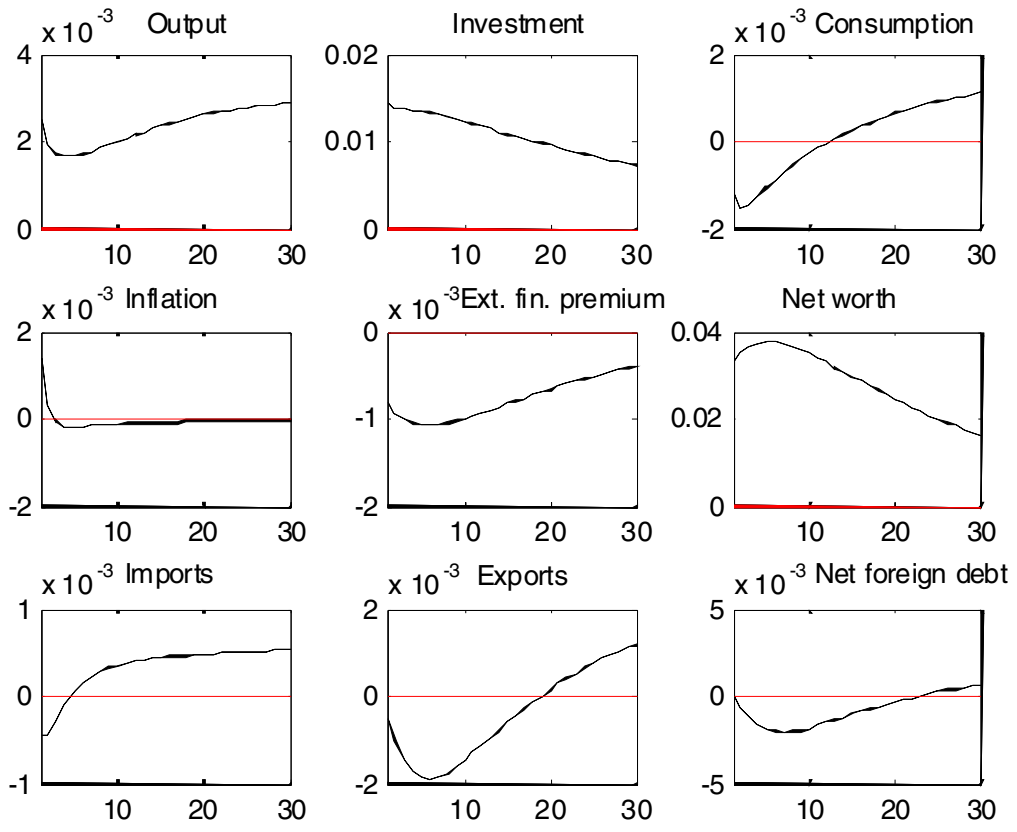 x 10 -3 Output
Investment
x 10 -3 Consumption
4
2
0
10 20 30
0.02
0.01
0
10 20 30
2
0
-2
10 20 30
x 10 -3 Inflation
x 10 -3 Ext. fin. premium
Net worth
2
0
-2
10 20 30
0
-1
-2
10 20 30
0.04
0.02
0
10 20 30
x 10 -3 Imports
x 10 -3 Exports
x 10 -3 Net foreign debt
1
0
-1
10 20 30
2
0
-2
10 20 30
5
0
-5
10 20 30